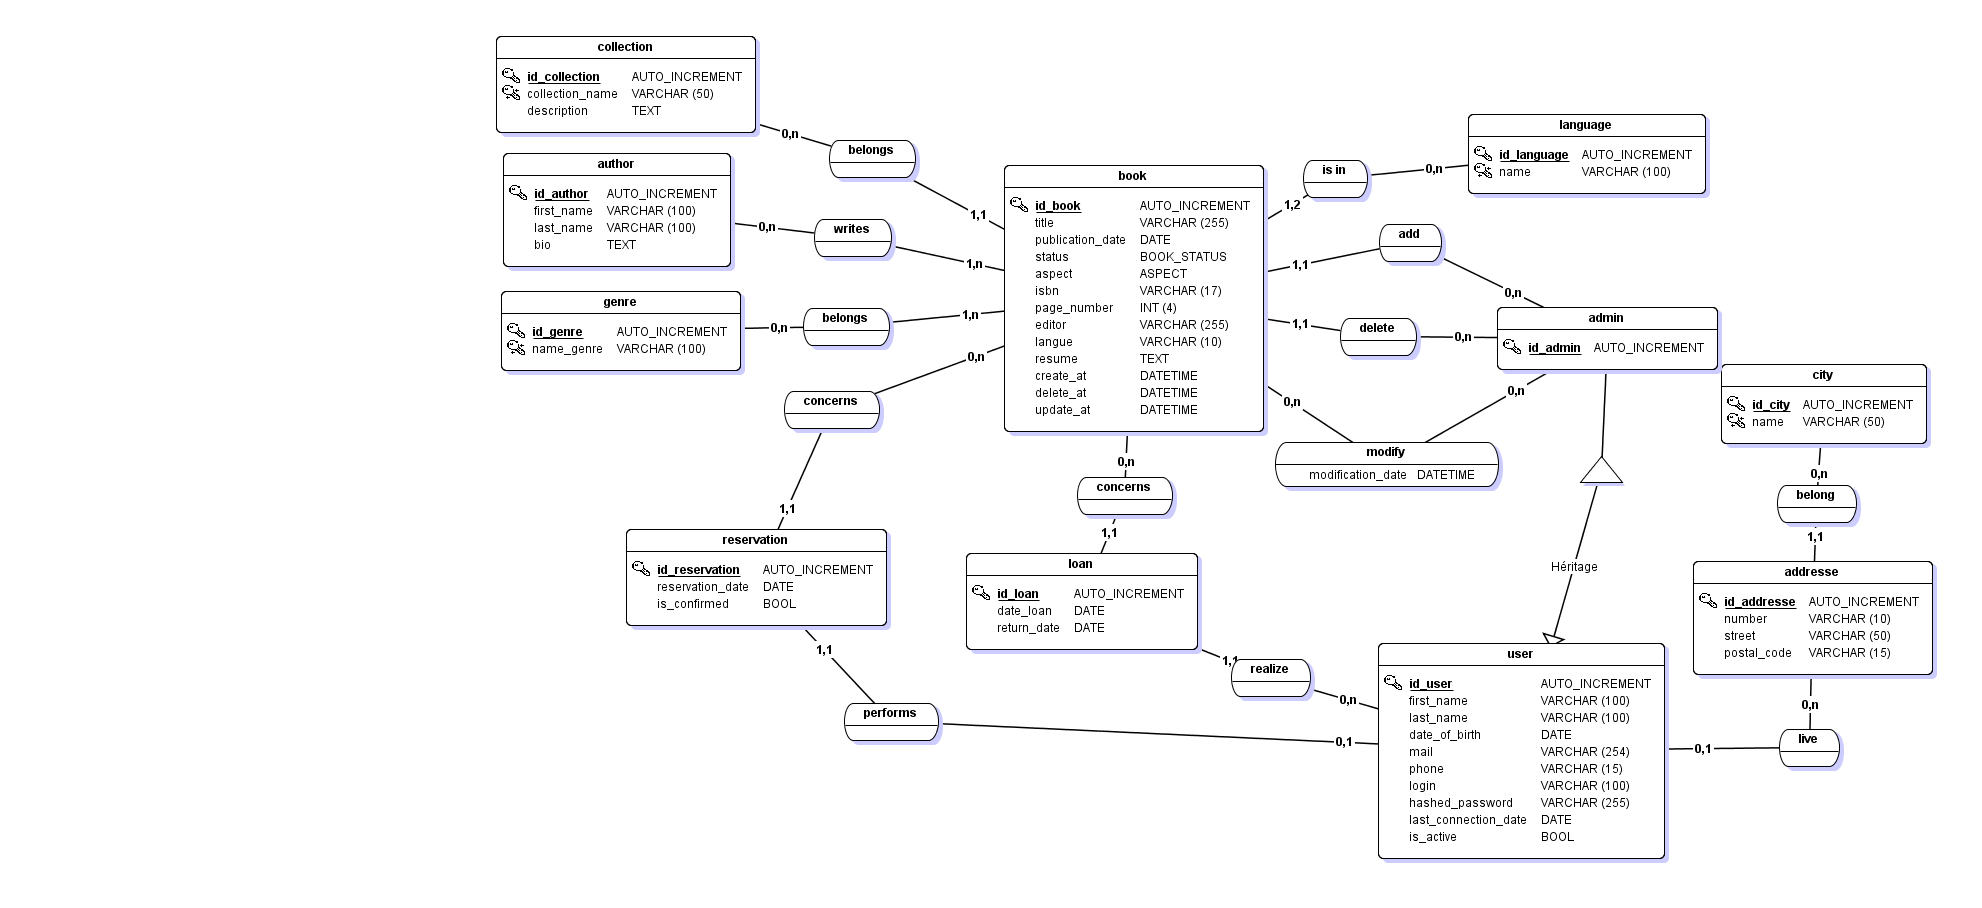 collection
id_collection AUTO_INCREMENT
collection_name VARCHAR (50)
description TEXT
0,n
belongs
1,1
author
id_author AUTO_INCREMENT
first_name VARCHAR (100)
last_name VARCHAR (100)
bio TEXT
0,n
writes
1,n
genre
id_genre AUTO_INCREMENT
name_genre VARCHAR (100)
0,n
belongs
1,n
book
id_book AUTO_INCREMENT
title VARCHAR (255)
publication_date DATE
status BOOK_STATUS
aspect ASPECT
isbn VARCHAR (17)
page_number INT (4)
editor VARCHAR (255)
langue VARCHAR (10)
resume TEXT
create_at DATETIME
delete_at DATETIME
update_at DATETIME
1,2
is in
0,n
language
id_language AUTO_INCREMENT
name VARCHAR (100)
1,1
add
0,n
1,1
delete
0,n
admin
id_admin AUTO_INCREMENT
0,n
modify
modification_date DATETIME
0,n
city
id_city AUTO_INCREMENT
name VARCHAR (50)
0,n
belong
1,1
addresse
id_addresse AUTO_INCREMENT
number VARCHAR (10)
street VARCHAR (50)
postal_code VARCHAR (15)
0,n
live
0,1
Héritage
0,n
concerns
1,1
reservation
id_reservation AUTO_INCREMENT
reservation_date DATE
is_confirmed BOOL
1,1
performs
0,1
0,n
concerns
1,1
loan
id_loan AUTO_INCREMENT
date_loan DATE
return_date DATE
1,1
realize
0,n
user
id_user AUTO_INCREMENT
first_name VARCHAR (100)
last_name VARCHAR (100)
date_of_birth DATE
mail VARCHAR (254)
phone VARCHAR (15)
login VARCHAR (100)
hashed_password VARCHAR (255)
last_connection_date DATE
is_active BOOL